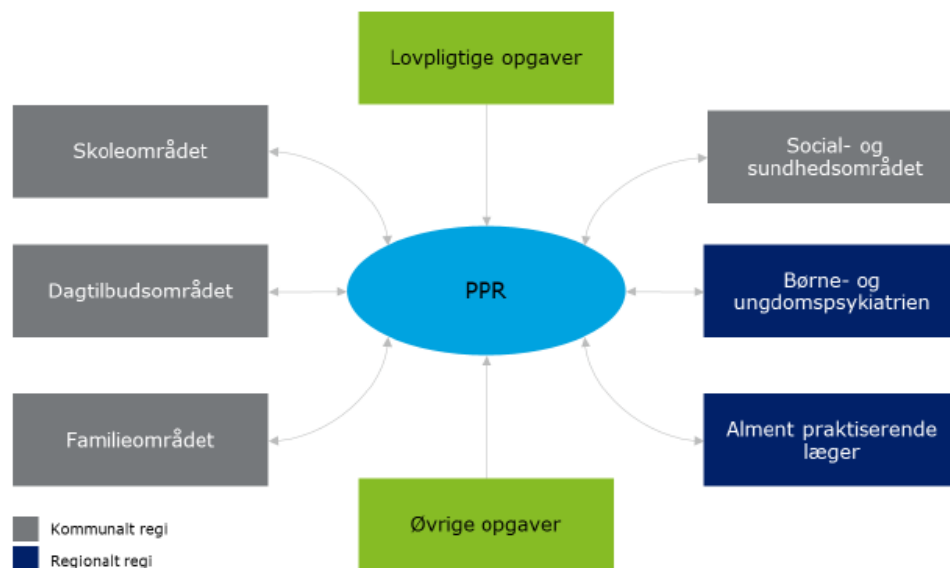 Lovpligtige opgaver
Skoleområdet
Social- og
sundhedsområdet
Dagtilbudsområdet
PPR
Børne- og
ungdomspsykiatrien
Familieområdet
Alment praktiserende
læger
Øvrige opgaver
Kommunalt regi
Regionalt regi